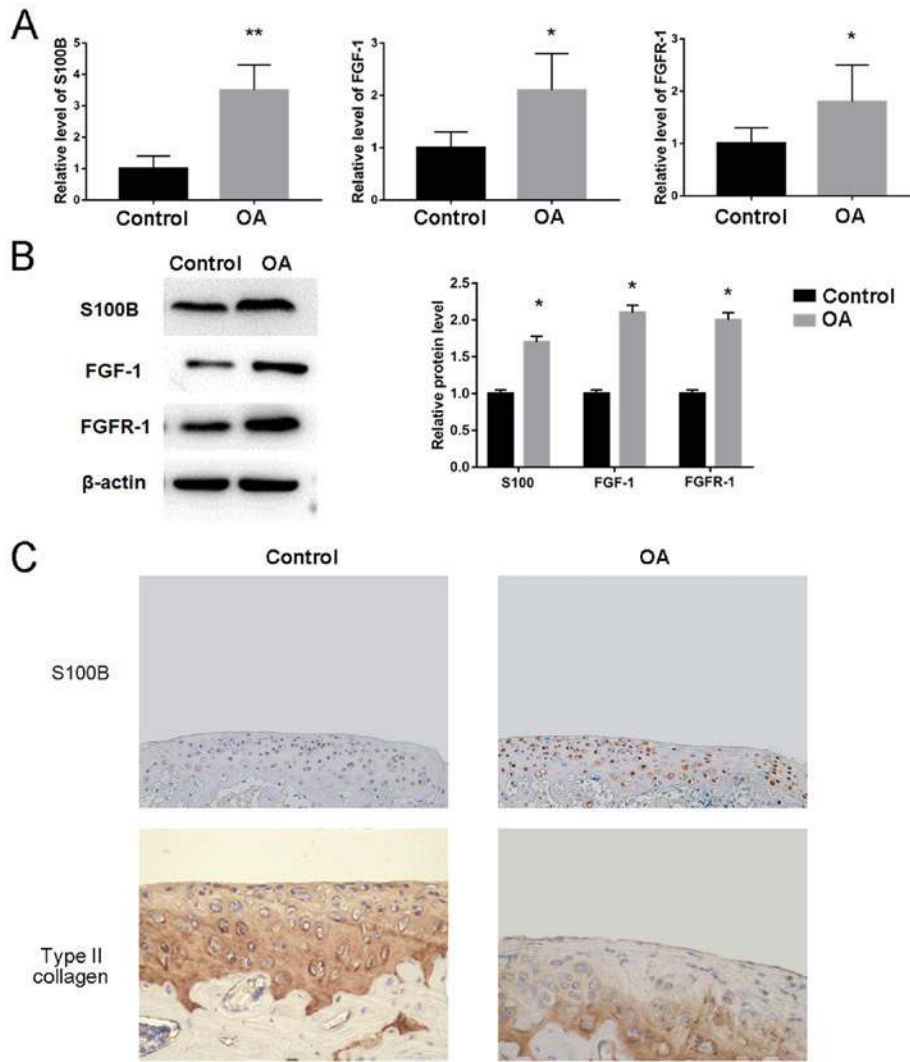 A
Relative level of S100B
5
4
3
2
1
0
**
Control
OA
Relative level of FGF-1
3
2
1
0
*
Control
OA
Relative level of FGFR-1
3
2
1
0
*
Control
OA
B
Control OA
S100B
FGF-1
FGFR-1
β-actin
Relative protein level
2.5
2.0
1.5
1.0
0.5
0.0
*
*
*
S100 FGF-1 FGFR-1
Control
OA
C
Control OA
S100B
Type II
collagen